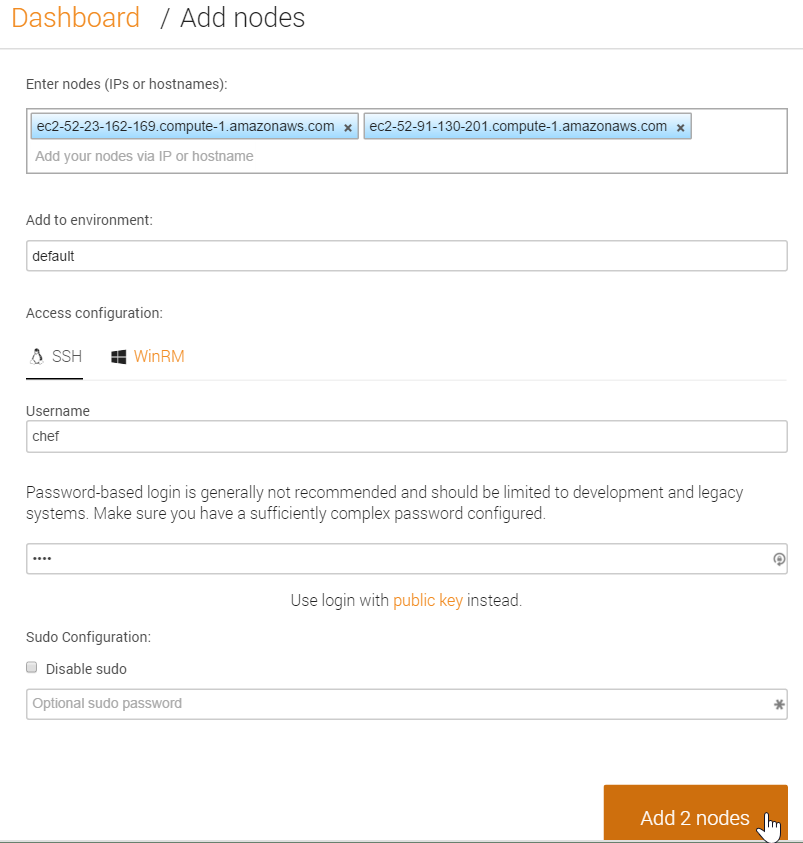 Dashboard / Add nodes
Enter nodes (IPs or hostnames):
ec2-52-23-162-169.compute-1.amazonaws.com × ec2-52-91-130-201.compute-1.amazonaws.com ×
Add your nodes via IP or hostname
Add to environment:
default
Access configuration:
SSH WinRM
Username
chef
Password-based login is generally not recommended and should be limited to development and legacy
systems. Make sure you have a sufficiently complex password configured.
••••
Use login with public key instead.
Sudo Configuration:
Disable sudo
Optional sudo password
Add 2 nodes